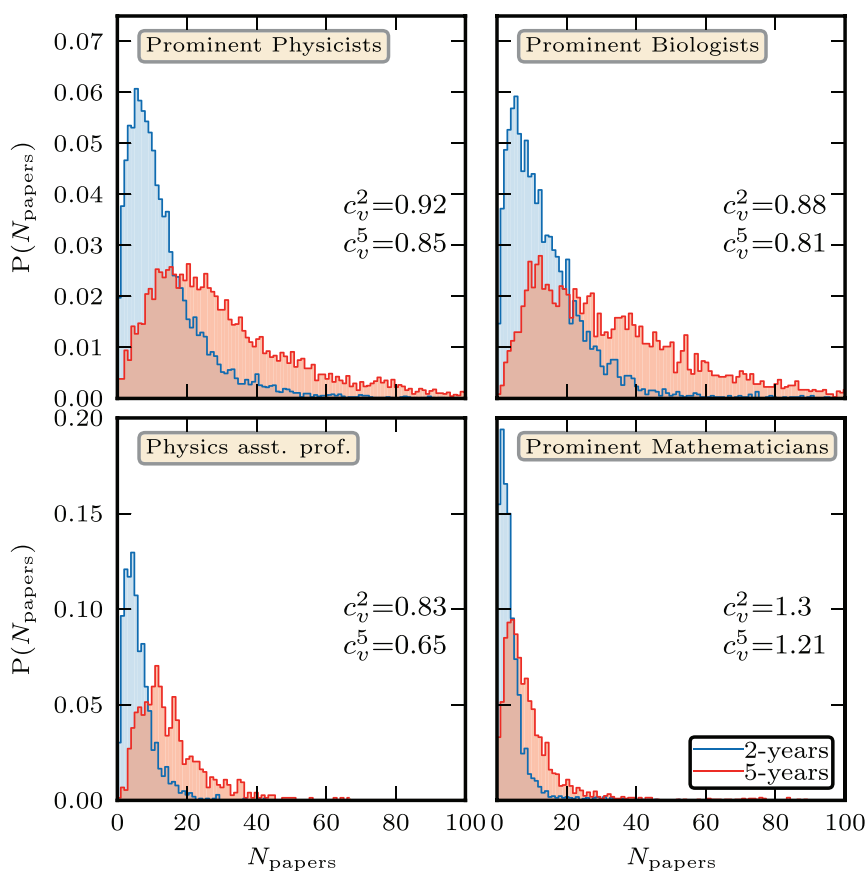 Prominent Physicists
Prominent Biologists
0.07
0.06
0.05
0.04
0.03
0.02
0.01
0.00
P(N_papers)
c_v^2=0.92
c_v^5=0.85
c_v^2=0.88
c_v^5=0.81
Physics asst. prof.
Prominent Mathematicians
0.20
0.15
0.10
0.05
0.00
P(N_papers)
c_v^2=0.83
c_v^5=0.65
c_v^2=1.3
c_v^5=1.21
2-years
5-years
0 20 40 60 80 100
0 20 40 60 80 100
N_papers
N_papers